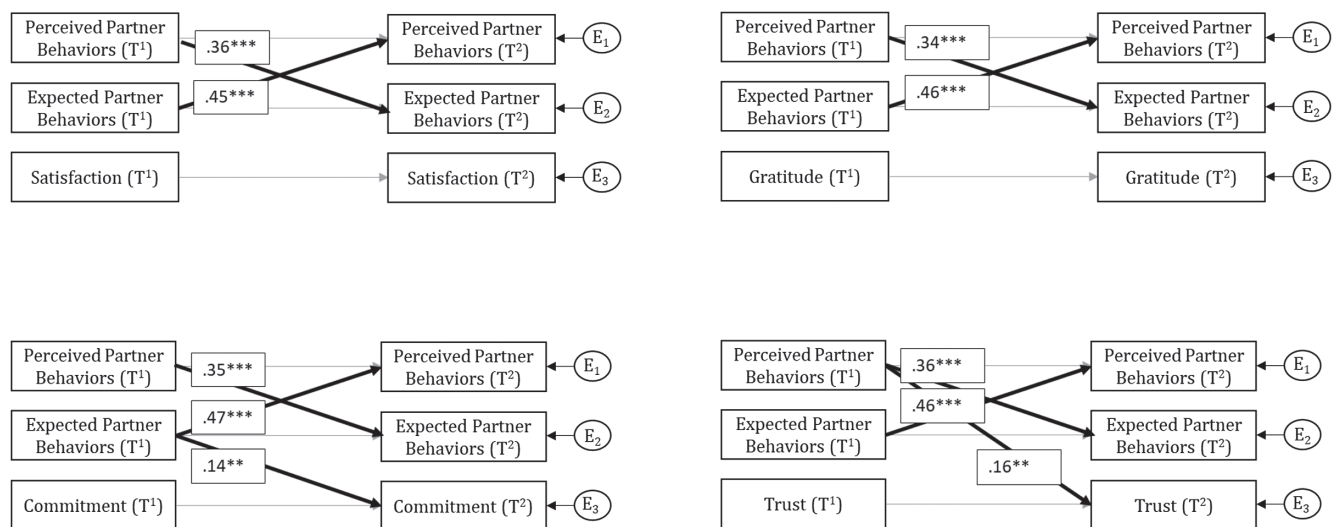 Perceived Partner
Behaviors (T¹)
.36***
Perceived Partner
Behaviors (T²)
E₁
Expected Partner
Behaviors (T¹)
.45***
Expected Partner
Behaviors (T²)
E₂
Satisfaction (T¹)
Satisfaction (T²)
E₃
Perceived Partner
Behaviors (T¹)
.34***
Perceived Partner
Behaviors (T²)
E₁
Expected Partner
Behaviors (T¹)
.46***
Expected Partner
Behaviors (T²)
E₂
Gratitude (T¹)
Gratitude (T²)
E₃
Perceived Partner
Behaviors (T¹)
.35***
Perceived Partner
Behaviors (T²)
E₁
Expected Partner
Behaviors (T¹)
.47***
Expected Partner
Behaviors (T²)
E₂
.14**
Commitment (T¹)
Commitment (T²)
E₃
Perceived Partner
Behaviors (T¹)
.36***
Perceived Partner
Behaviors (T²)
E₁
Expected Partner
Behaviors (T¹)
.46***
Expected Partner
Behaviors (T²)
E₂
.16**
Trust (T¹)
Trust (T²)
E₃